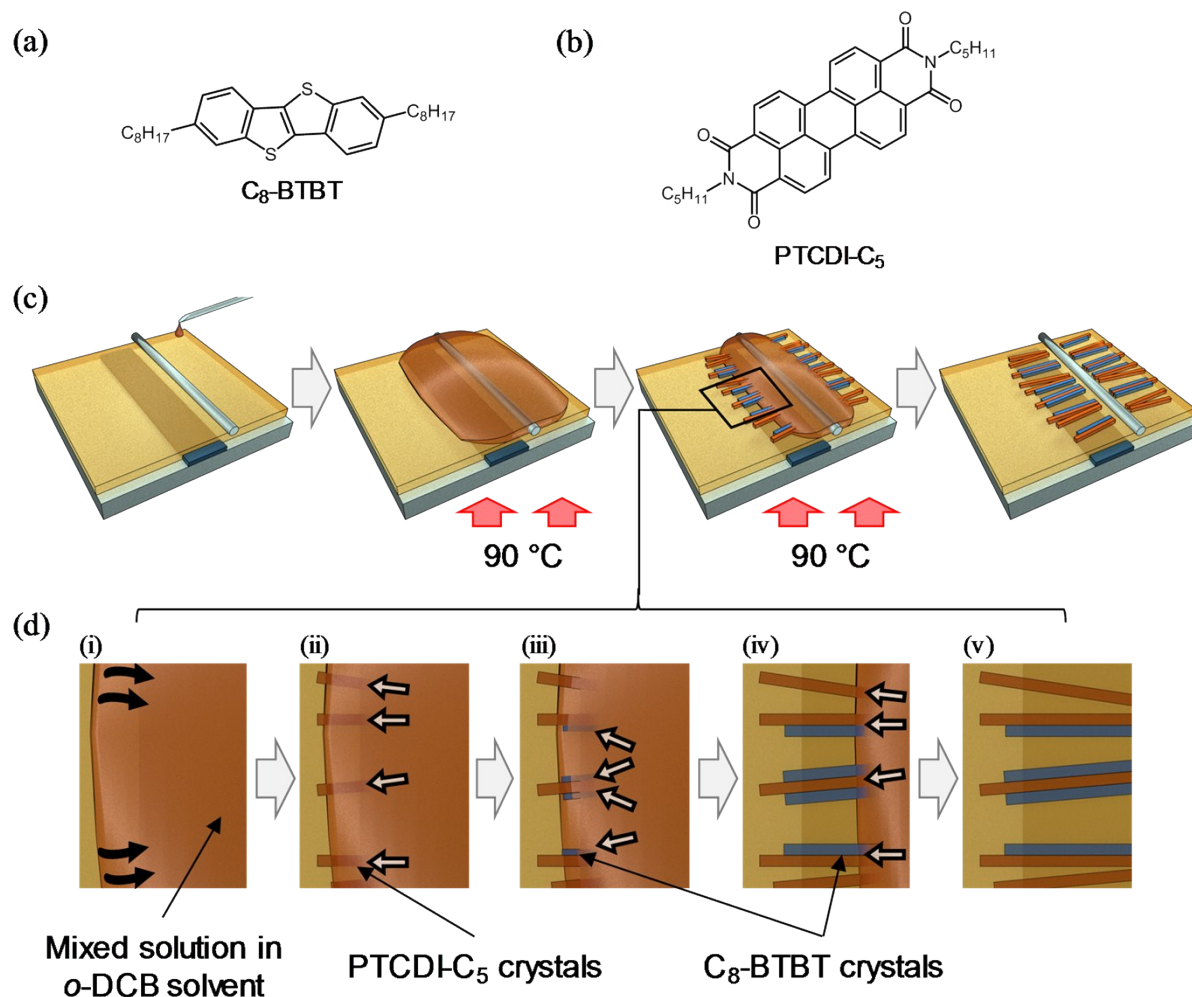 (a)
(b)
S
S
C₈H₁₇
C₈H₁₇
C₈-BTBT
O
C₅H₁₁
N
O
O
N
C₅H₁₁
O
PTCDI-C₅
(c)
90 °C
90 °C
(d)
(i)
(ii)
(iii)
(iv)
(v)
Mixed solution in
o-DCB solvent
PTCDI-C₅ crystals
C₈-BTBT crystals